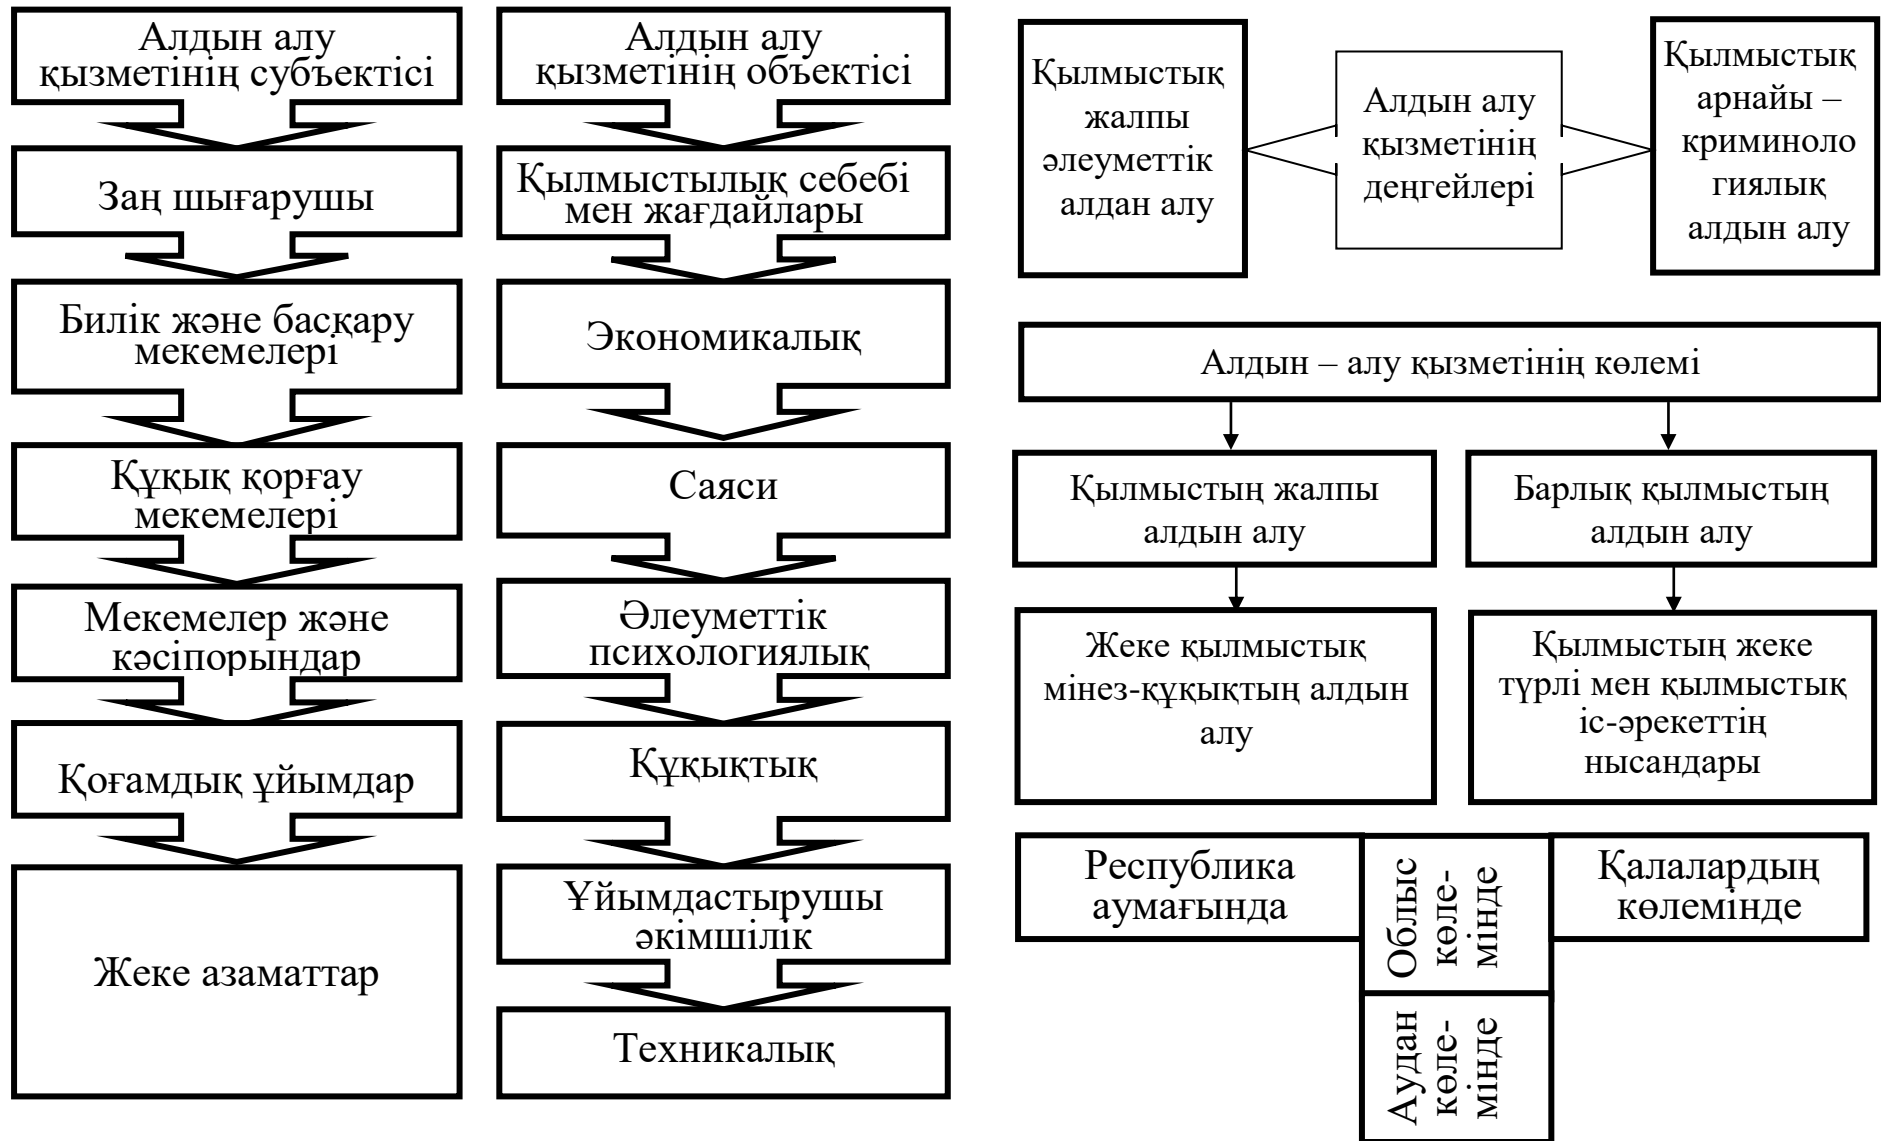 Алдын алу
қызметінің субъектісі
Заң шығарушы
Билік және басқару
мекемелері
Құқық қорғау
мекемелері
Мекемелер және
кәсіпорындар
Қоғамдық ұйымдар
Жеке азаматтар
Алдын алу
қызметінің объектісі
Қылмыстылық себебі
мен жағдайлары
Экономикалық
Саяси
Әлеуметтік
психологиялық
Құқықтық
Ұйымдастырушы
әкімшілік
Техникалық
Қылмыстық
жалпы
әлеуметтік
алдан алу
Алдын алу
қызметінің
деңгейлері
Қылмыстық
арнайы –
криминоло
гиялық
алдын алу
Алдын – алу қызметінің көлемі
Қылмыстың жалпы
алдын алу
Барлық қылмыстың
алдын алу
Жеке қылмыстық
мінез-құқықтың алдын
алу
Қылмыстың жеке
түрлі мен қылмыстық
іс-әрекеттің
нысандары
Республика
аумағында
Облыс
көле-
мінде
Қалалардың
көлемінде
Аудан
көле-
мінде